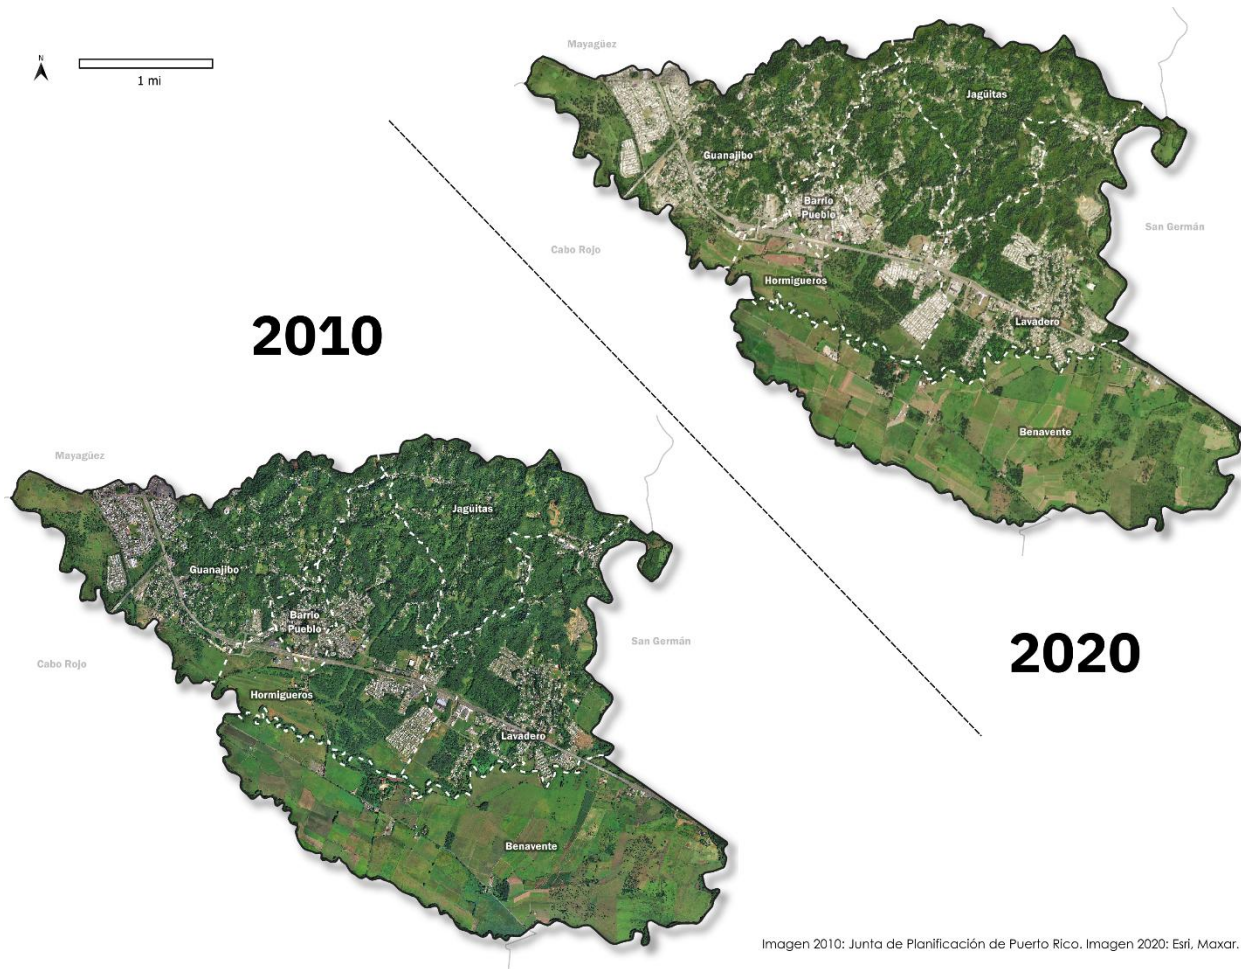 N
1 mi
Mayagüez
Jagüitas
Guanajibo
Barrio
Pueblo
San Germán
Cabo Rojo
Hormigueros
Lavadero
Benavente
2010
Mayagüez
Jagüitas
Guanajibo
Barrio
Pueblo
San Germán
Cabo Rojo
Hormigueros
Lavadero
Benavente
2020
Imagen 2010: Junta de Planificación de Puerto Rico. Imagen 2020: Esri, Maxar.